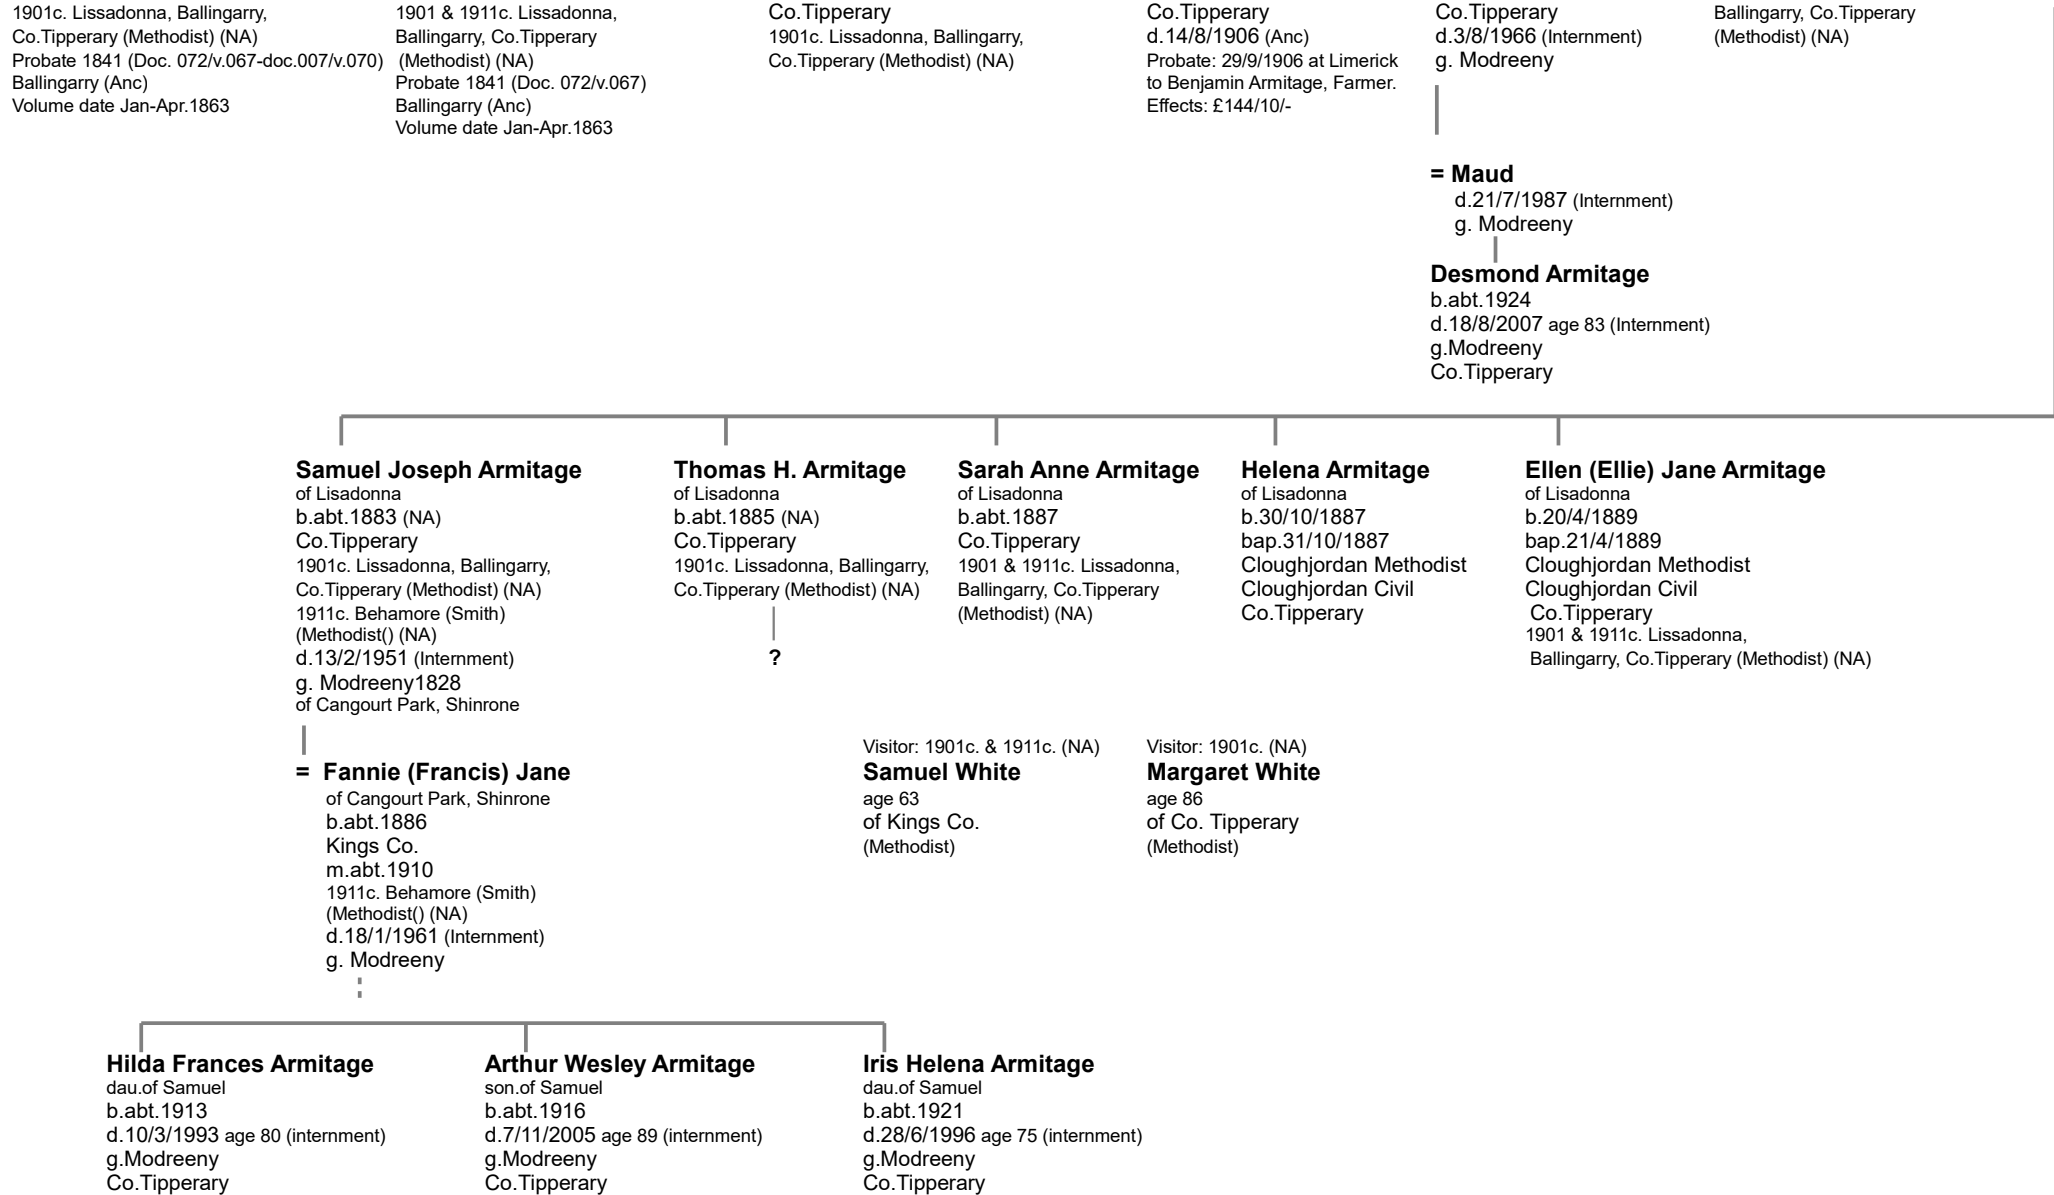 1901c. Lissadonna, Ballingarry,
Co.Tipperary (Methodist) (NA)
Probate 1841 (Doc. 072/v.067-doc.007/v.070)
Ballingarry (Anc)
Volume date Jan-Apr.1863
1901 & 1911c. Lissadonna,
Ballingarry, Co.Tipperary
(Methodist) (NA)
Probate 1841 (Doc. 072/v.067)
Ballingarry (Anc)
Volume date Jan-Apr.1863
Co.Tipperary
1901c. Lissadonna, Ballingarry,
Co.Tipperary (Methodist) (NA)
Co.Tipperary
d.14/8/1906 (Anc)
Probate: 29/9/1906 at Limerick
to Benjamin Armitage, Farmer.
Effects: £144/10/-
Co.Tipperary
d.3/8/1966 (Internment)
g. Modreeny
Ballingarry, Co.Tipperary
(Methodist) (NA)
= Maud
d.21/7/1987 (Internment)
g. Modreeny
Desmond Armitage
b.abt.1924
d.18/8/2007 age 83 (Internment)
g.Modreeny
Co.Tipperary
Samuel Joseph Armitage
of Lisadonna
b.abt.1883 (NA)
Co.Tipperary
1901c. Lissadonna, Ballingarry,
Co.Tipperary (Methodist) (NA)
1911c. Behamore (Smith)
(Methodist() (NA)
d.13/2/1951 (Internment)
g. Modreeny1828
of Cangourt Park, Shinrone
Thomas H. Armitage
of Lisadonna
b.abt.1885 (NA)
Co.Tipperary
1901c. Lissadonna, Ballingarry,
Co.Tipperary (Methodist) (NA)
?
Sarah Anne Armitage
of Lisadonna
b.abt.1887
Co.Tipperary
1901 & 1911c. Lissadonna,
Ballingarry, Co.Tipperary
(Methodist) (NA)
Helena Armitage
of Lisadonna
b.30/10/1887
bap.31/10/1887
Cloughjordan Methodist
Cloughjordan Civil
Co.Tipperary
Ellen (Ellie) Jane Armitage
of Lisadonna
b.20/4/1889
bap.21/4/1889
Cloughjordan Methodist
Cloughjordan Civil
Co.Tipperary
1901 & 1911c. Lissadonna,
Ballingarry, Co.Tipperary (Methodist) (NA)
= Fannie (Francis) Jane
of Cangourt Park, Shinrone
b.abt.1886
Kings Co.
m.abt.1910
1911c. Behamore (Smith)
(Methodist() (NA)
d.18/1/1961 (Internment)
g. Modreeny
Visitor: 1901c. & 1911c. (NA)
Samuel White
age 63
of Kings Co.
(Methodist)
Visitor: 1901c. (NA)
Margaret White
age 86
of Co. Tipperary
(Methodist)
Hilda Frances Armitage
dau.of Samuel
b.abt.1913
d.10/3/1993 age 80 (internment)
g.Modreeny
Co.Tipperary
Arthur Wesley Armitage
son.of Samuel
b.abt.1916
d.7/11/2005 age 89 (internment)
g.Modreeny
Co.Tipperary
Iris Helena Armitage
dau.of Samuel
b.abt.1921
d.28/6/1996 age 75 (internment)
g.Modreeny
Co.Tipperary